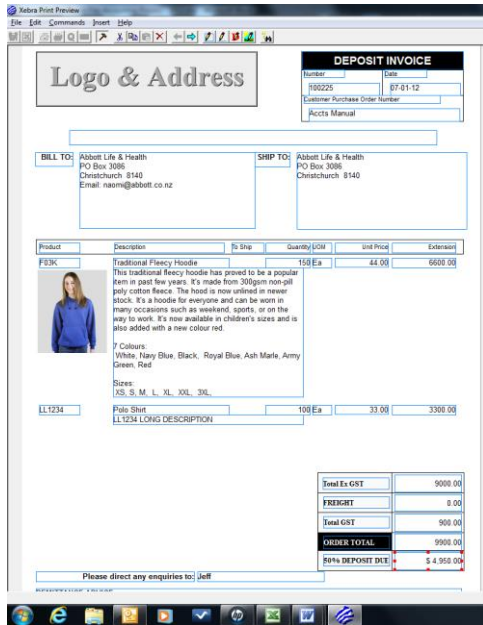 Xebra Print Preview
File Edit Commands Insert Help
Logo & Address
DEPOSIT INVOICE
Number Date
100225 07-01-12
Customer Purchase Order Number
Accts Manual
BILL TO: Abbott Life & Health
PO Box 3086
Christchurch 8140
Email: naomi@abbott.co.nz
SHIP TO: Abbott Life & Health
PO Box 3086
Christchurch 8140
Product Description To Ship Quantity UOM Unit Price Extension
F03K Traditional Fleecy Hoodie 150 Ea 44.00 6600.00
This traditional fleecy hoodie has proved to be a popular
item in past few years. It's made from 300gsm non-pill
poly cotton fleece. The hood is now unlined in newer
stock. It's a hoodie for everyone and can be worn in
many occasions such as weekend, sports, or on the
way to work. It's now available in children's sizes and is
also added with a new colour red.
7 Colours:
White, Navy Blue, Black, Royal Blue, Ash Marle, Army
Green, Red
Sizes:
XS, S, M, L, XL, XXL, 3XL,
LL1234 Polo Shirt 100 Ea 33.00 3300.00
LL1234 LONG DESCRIPTION
Total Ex GST 9000.00
FREIGHT 0.00
Total GST 900.00
ORDER TOTAL 9900.00
50% DEPOSIT DUE $ 4,950.00
Please direct any enquiries to: Jeff